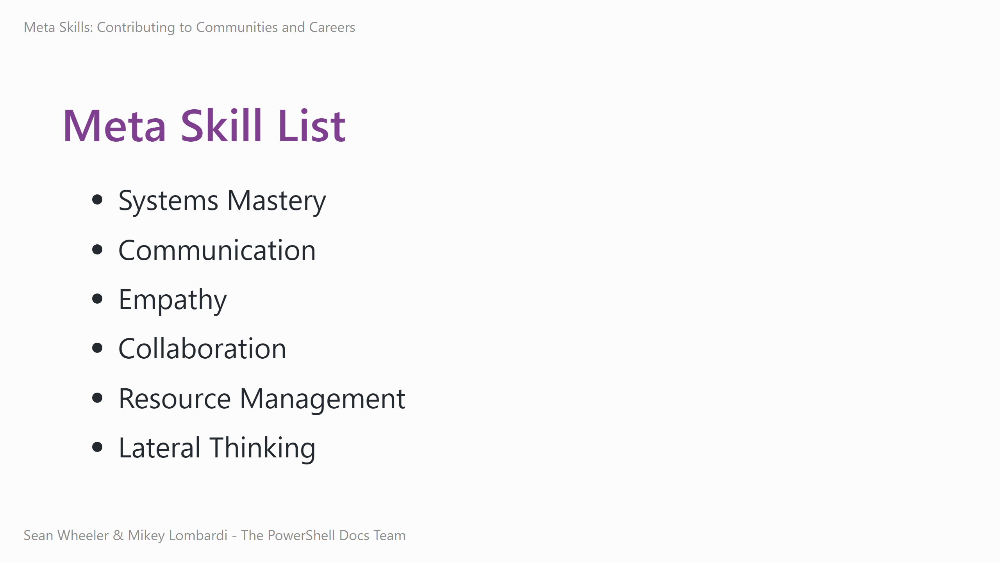 Meta Skills: Contributing to Communities and Careers
Meta Skill List
• Systems Mastery
• Communication
• Empathy
• Collaboration
• Resource Management
• Lateral Thinking
Sean Wheeler & Mikey Lombardi - The PowerShell Docs Team